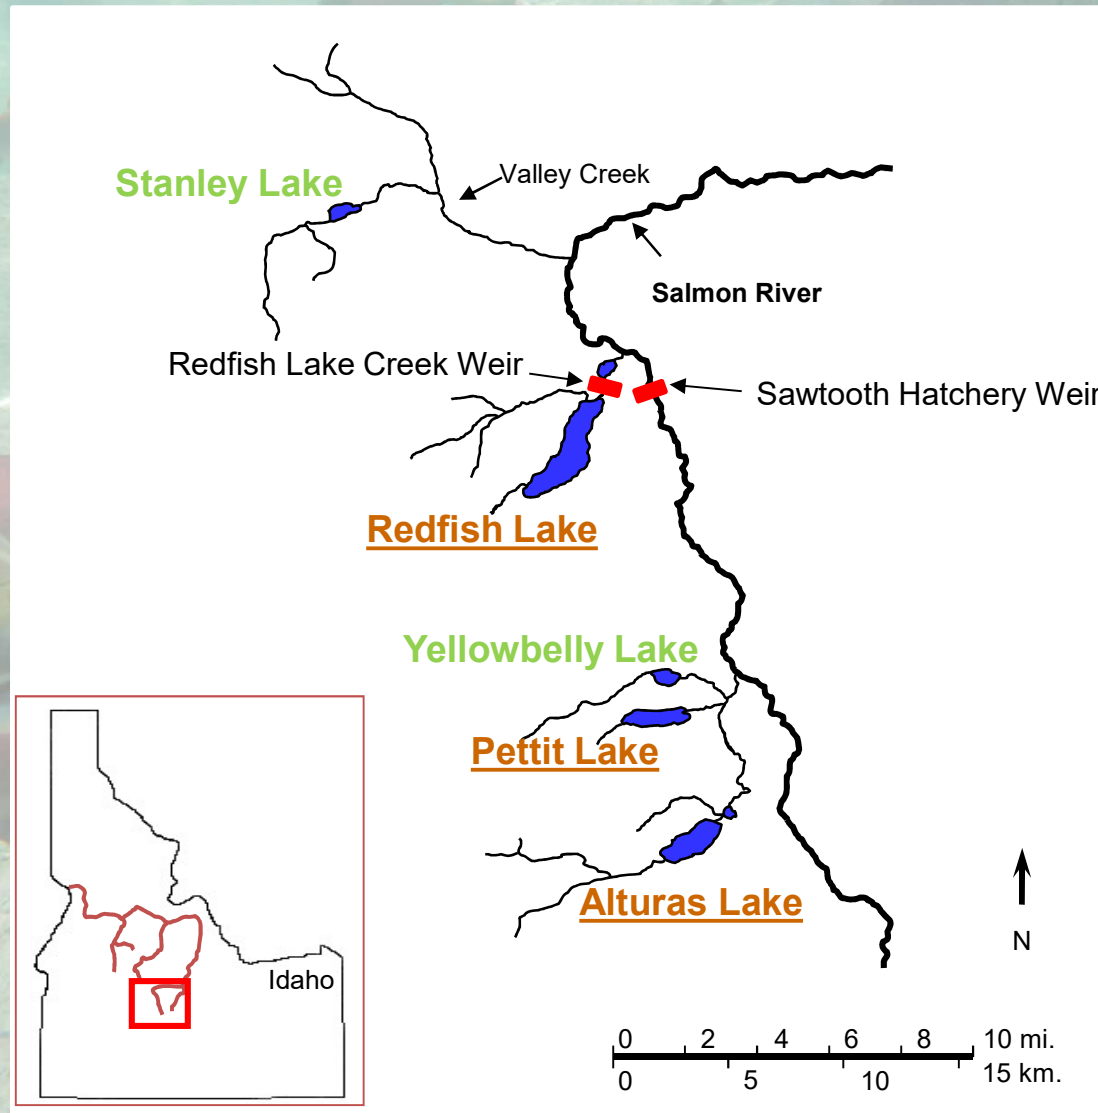 Valley Creek
Stanley Lake
Salmon River
Redfish Lake Creek Weir
Sawtooth Hatchery Weir
Redfish Lake
Yellowbelly Lake
Pettit Lake
Alturas Lake
N
Idaho
0 2 4 6 8 10 mi.
0 5 10 15 km.